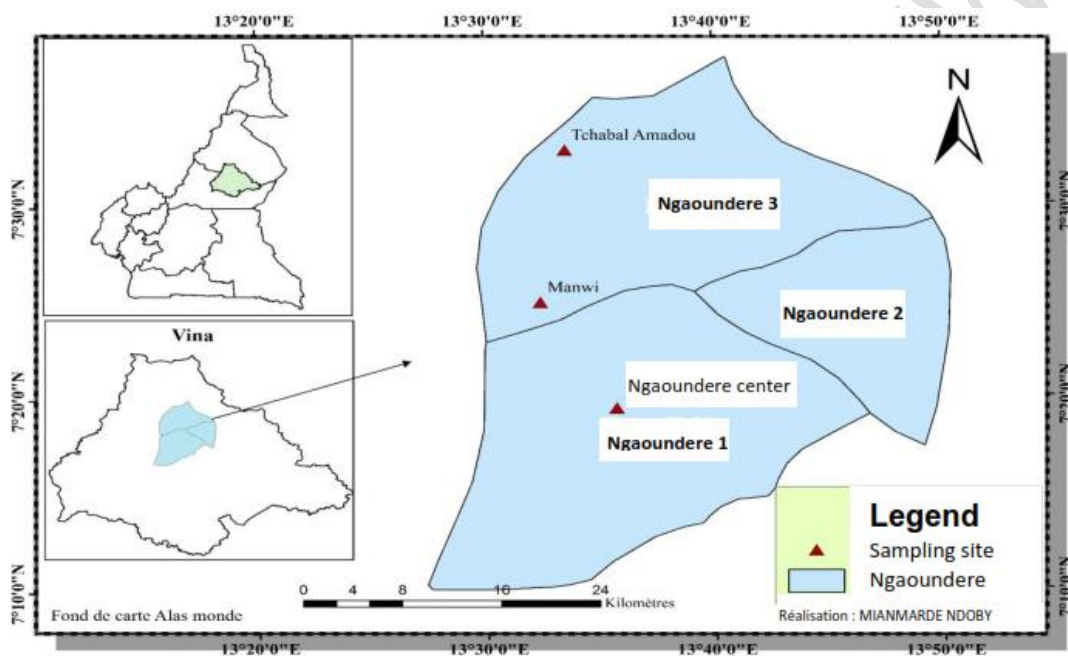 13°20'0"E 13°30'0"E 13°40'0"E 13°50'0"E
N
Tchabal Amadou
7°30'0"N
Ngaoundere 3
Manwi
Ngaoundere 2
Vina
7°20'0"N
Ngaoundere center
Ngaoundere 1
Legend
Sampling site
Ngaoundere
7°10'0"N
0 4 8 16 24
Kilomètres
Fond de carte Alas monde
Réalisation : MIANMARDE NDOBY
13°20'0"E 13°30'0"E 13°40'0"E 13°50'0"E